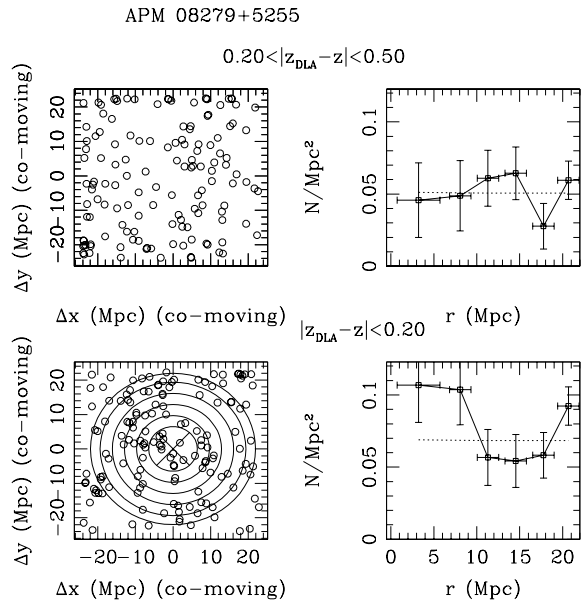 APM 08279+5255
0.20<|z_DLA−z|<0.50
Δy (Mpc) (co−moving)
−20−10 0 10 20
Δx (Mpc) (co−moving)
N/Mpc²
0 0.05 0.1
r (Mpc)
|z_DLA−z|<0.20
Δy (Mpc) (co−moving)
−20−10 0 10 20
−20−10 0 10 20
Δx (Mpc) (co−moving)
N/Mpc²
0 0.05 0.1
0 5 10 15 20
r (Mpc)